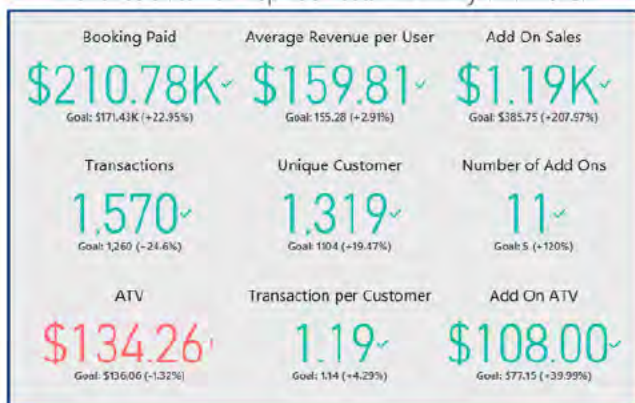 Booking Paid
Average Revenue per User
Add On Sales
$210.78K
$159.81
$1.19K
Goal: $171.43K (+22.95%)
Goal: 155.28 (+2.91%)
Goal: $385.75 (+207.97%)
Transactions
Unique Customer
Number of Add Ons
1,570
1,319
11
Goal: 1,260 (+24.6%)
Goal: 1104 (+19.47%)
Goal: 5 (+120%)
ATV
Transaction per Customer
Add On ATV
$134.26
1.19
$108.00
Goal: $136.06 (-1.32%)
Goal: 1.14 (+4.29%)
Goal: $77.15 (+39.99%)